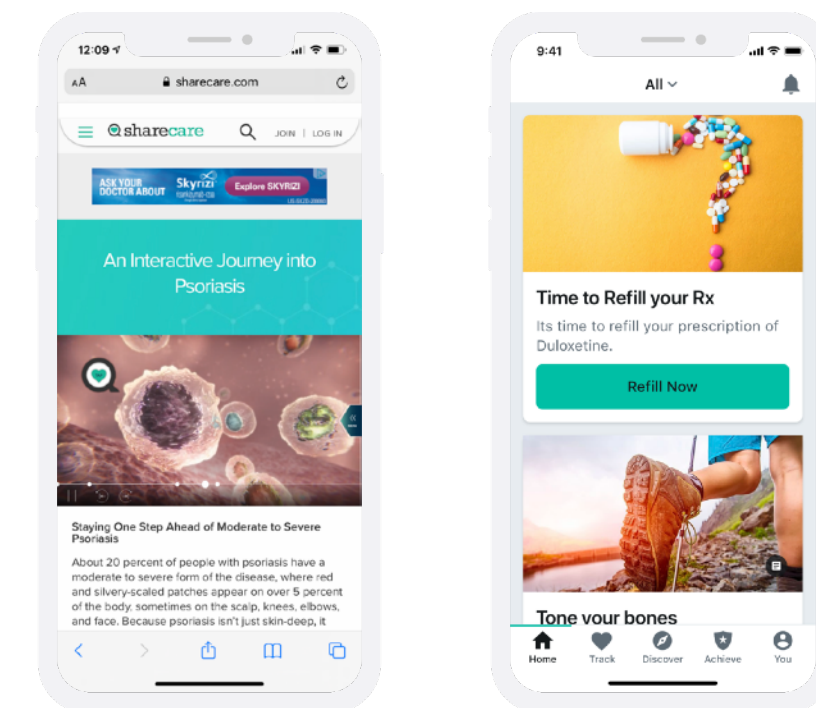 12:09
AA sharecare.com
sharecare JOIN | LOG IN
ASK YOUR
DOCTOR ABOUT
Skyrizi
Explore SKYRIZI
An Interactive Journey into
Psoriasis
Staying One Step Ahead of Moderate to Severe
Psoriasis
About 20 percent of people with psoriasis have a
moderate to severe form of the disease, where red
and silvery-scaled patches appear on over 5 percent
of the body, sometimes on the scalp, knees, elbows,
and face. Because psoriasis isn't just skin-deep, it
9:41
All
Time to Refill your Rx
Its time to refill your prescription of
Duloxetine.
Refill Now
Tone your bones
Home Track Discover Achieve You